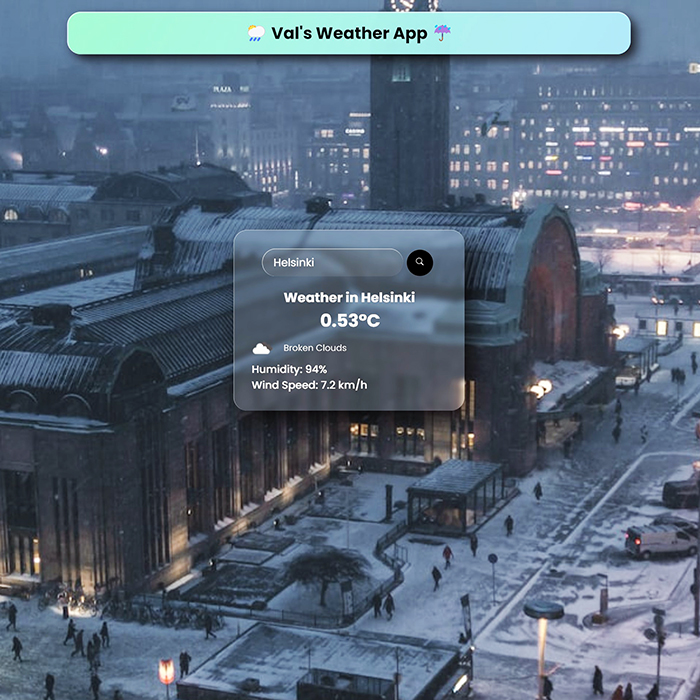 🌦️ Val's Weather App ☔
Helsinki
Weather in Helsinki
0.53°C
Broken Clouds
Humidity: 94%
Wind Speed: 7.2 km/h
PLAZA